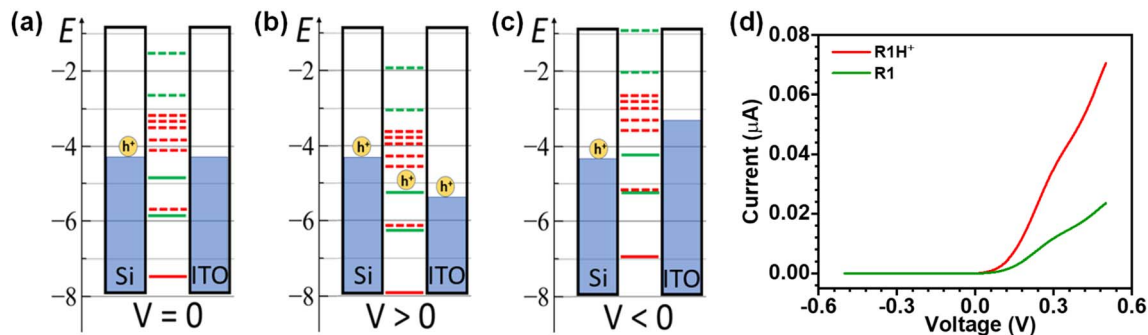 (a)
E
−2
−4
−6
−8
h⁺
Si
ITO
V = 0
(b)
E
−2
−4
−6
−8
h⁺
h⁺
h⁺
Si
ITO
V > 0
(c)
E
−2
−4
−6
−8
h⁺
Si
ITO
V < 0
(d)
R1H⁺
R1
Current (μA)
0.08
0.06
0.04
0.02
0.00
-0.6 -0.3 0.0 0.3 0.6
Voltage (V)